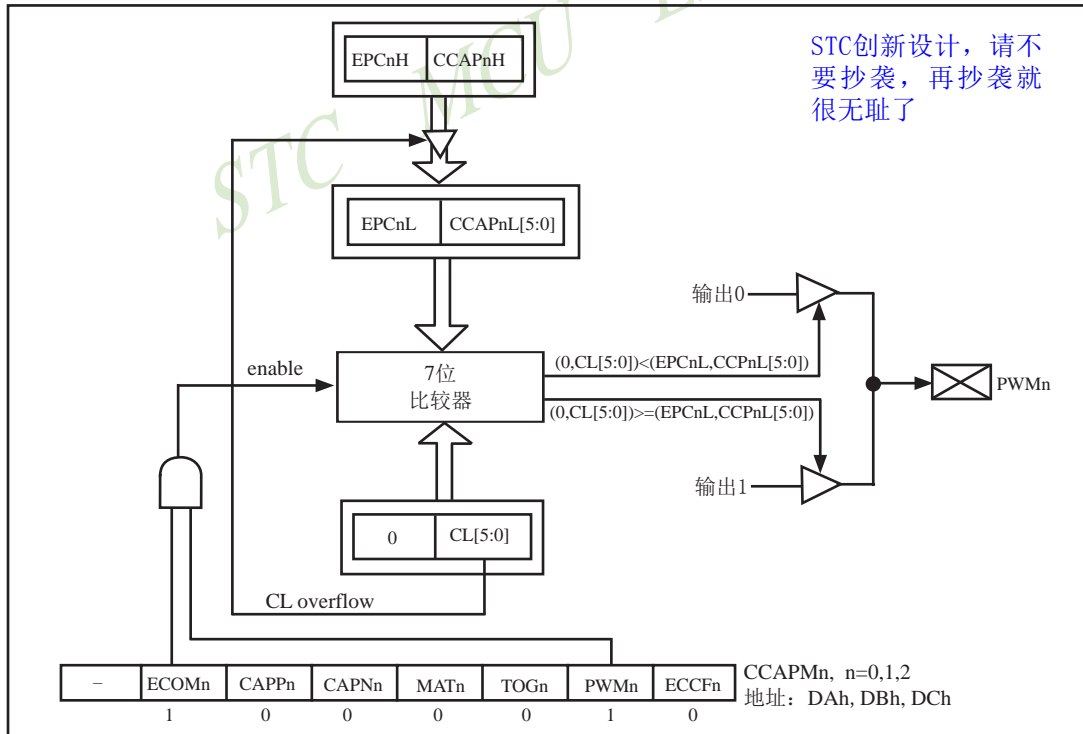 STC MCU
STC创新设计，请不
要抄袭，再抄袭就
很无耻了
EPCnH CCAPnH
EPCnL CCAPnL[5:0]
输出0
(0,CL[5:0])<(EPCnL,CCPnL[5:0])
enable
7位
比较器
PWMn
(0,CL[5:0])>=(EPCnL,CCPnL[5:0])
输出1
0 CL[5:0]
CL overflow
– ECOMn CAPPn CAPNn MATn TOGn PWMn ECCFn
CCAPMn, n=0,1,2
地址：DAh, DBh, DCh
1 0 0 0 0 1 0